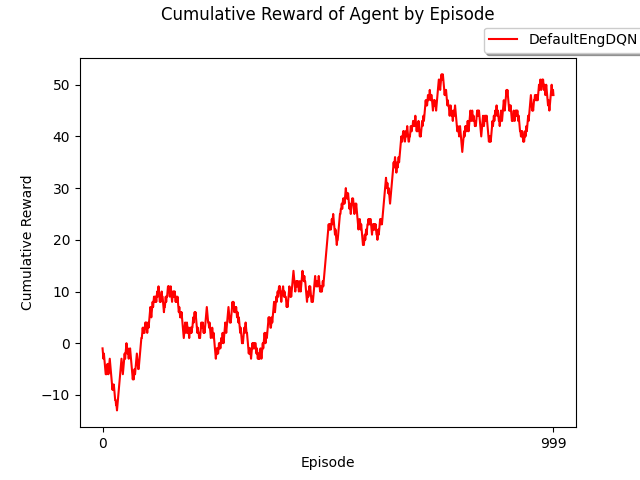 Cumulative Reward of Agent by Episode
DefaultEngDQN
50
40
30
20
10
0
−10
Cumulative Reward
0 999
Episode